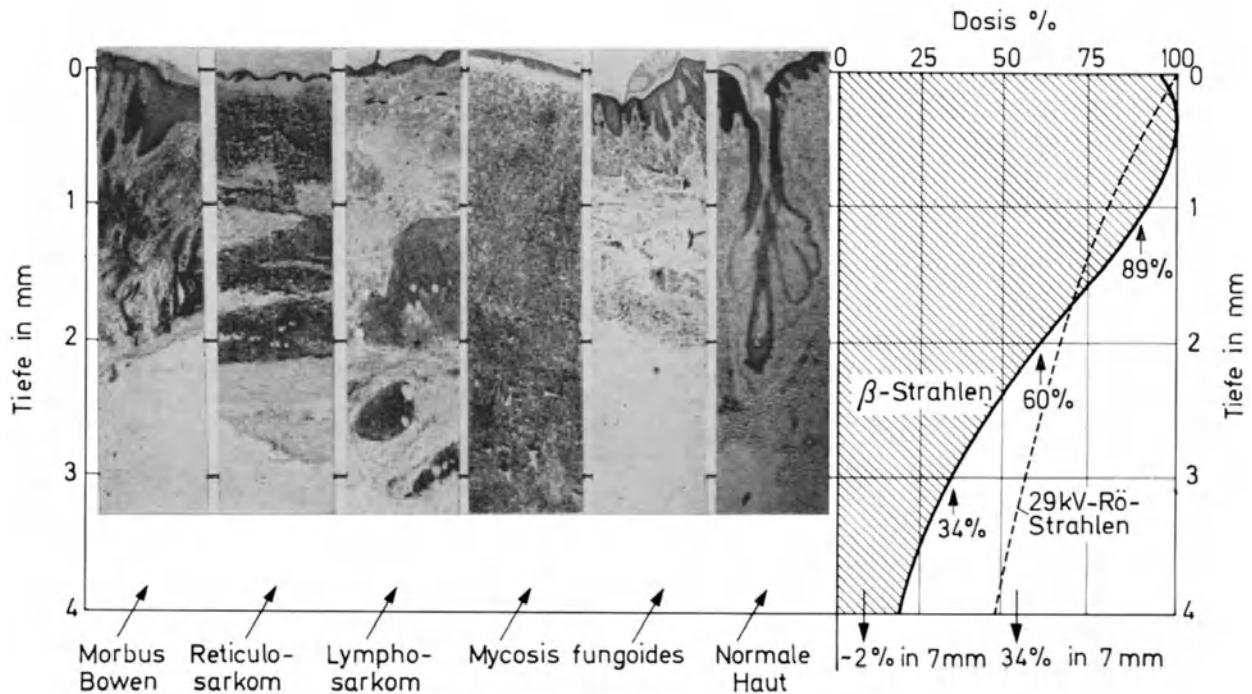 Dosis %
0 25 50 75 100
0
1
2
3
4
Tiefe in mm
0
1
2
3
4
Tiefe in mm
89%
β-Strahlen
60%
34%
29kV-Rö-
Strahlen
Morbus
Bowen
Reticulo-
sarkom
Lympho-
sarkom
Mycosis fungoides
Normale
Haut
~2% in 7mm
34% in 7mm